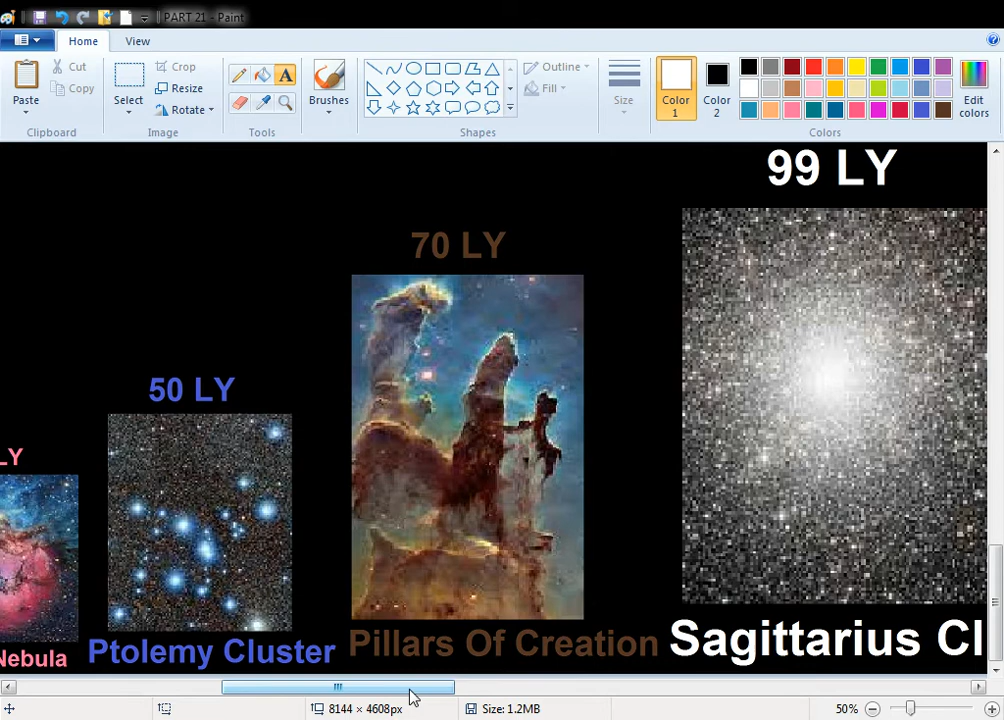 PART 21 - Paint
Home
View
Paste
Cut
Copy
Clipboard
Select
Crop
Resize
Rotate
Image
A
Tools
Brushes
Shapes
Outline
Fill
Size
Color 1
Color 2
Edit colors
Colors
99 LY
70 LY
50 LY
LY
Nebula
Ptolemy Cluster
Pillars Of Creation
Sagittarius Cl
8144 × 4608px
Size: 1.2MB
50%